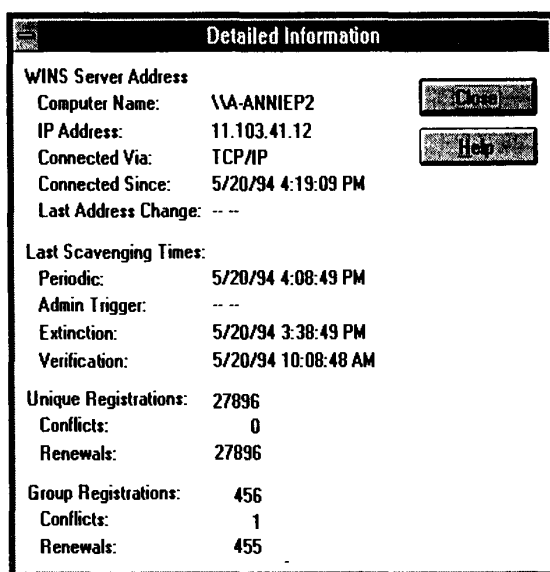 Detailed Information
WINS Server Address
Close
Computer Name: \\A-ANNIEP2
IP Address: 11.103.41.12
Help
Connected Via: TCP/IP
Connected Since: 5/20/94 4:19:09 PM
Last Address Change: -- --
Last Scavenging Times:
Periodic: 5/20/94 4:08:49 PM
Admin Trigger: -- --
Extinction: 5/20/94 3:38:49 PM
Verification: 5/20/94 10:08:48 AM
Unique Registrations: 27896
Conflicts: 0
Renewals: 27896
Group Registrations: 456
Conflicts: 1
Renewals: 455